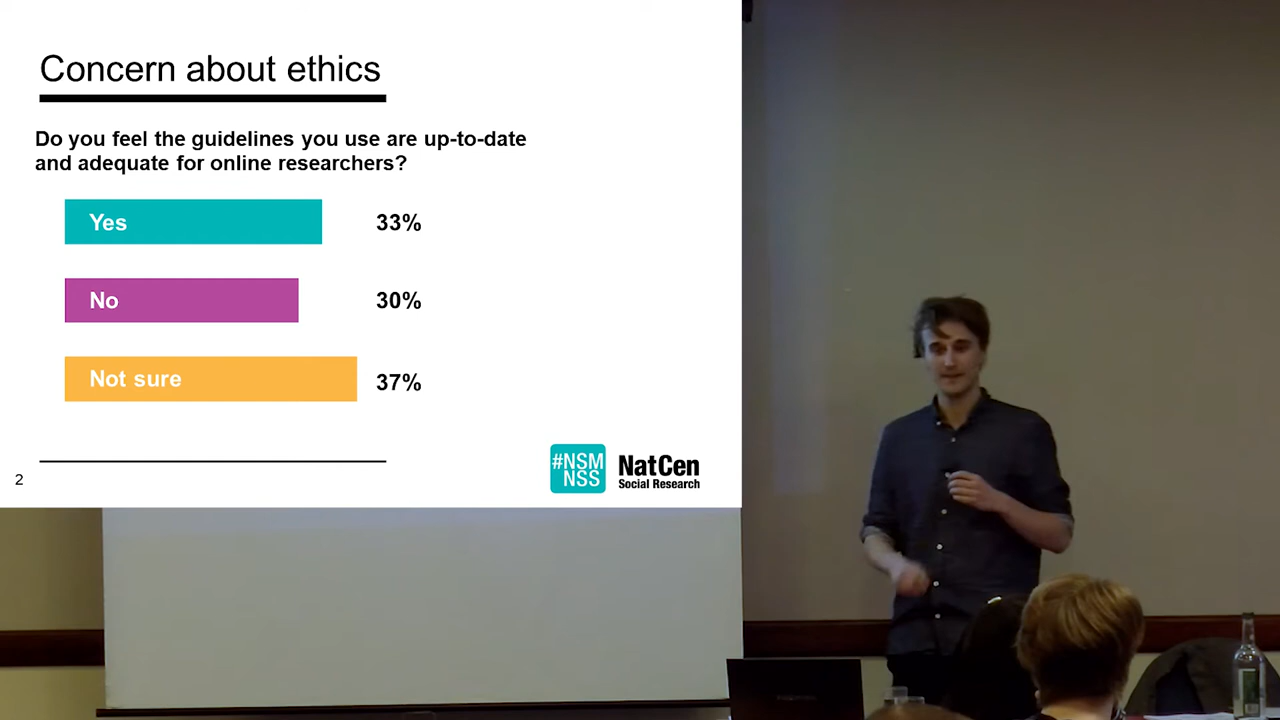 Concern about ethics
Do you feel the guidelines you use are up-to-date
and adequate for online researchers?
Yes 33%
No 30%
Not sure 37%
2
#NSM
NSS
NatCen
Social Research